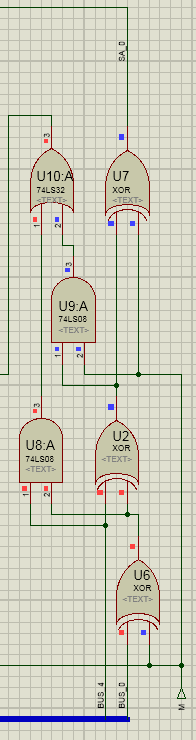 SA_0
3
U10:A
74LS32
<TEXT>
1
2
U7
XOR
<TEXT>
3
U9:A
74LS08
<TEXT>
1
2
3
U8:A
74LS08
<TEXT>
1
2
U2
XOR
<TEXT>
U6
XOR
<TEXT>
BUS_4
BUS_0
M